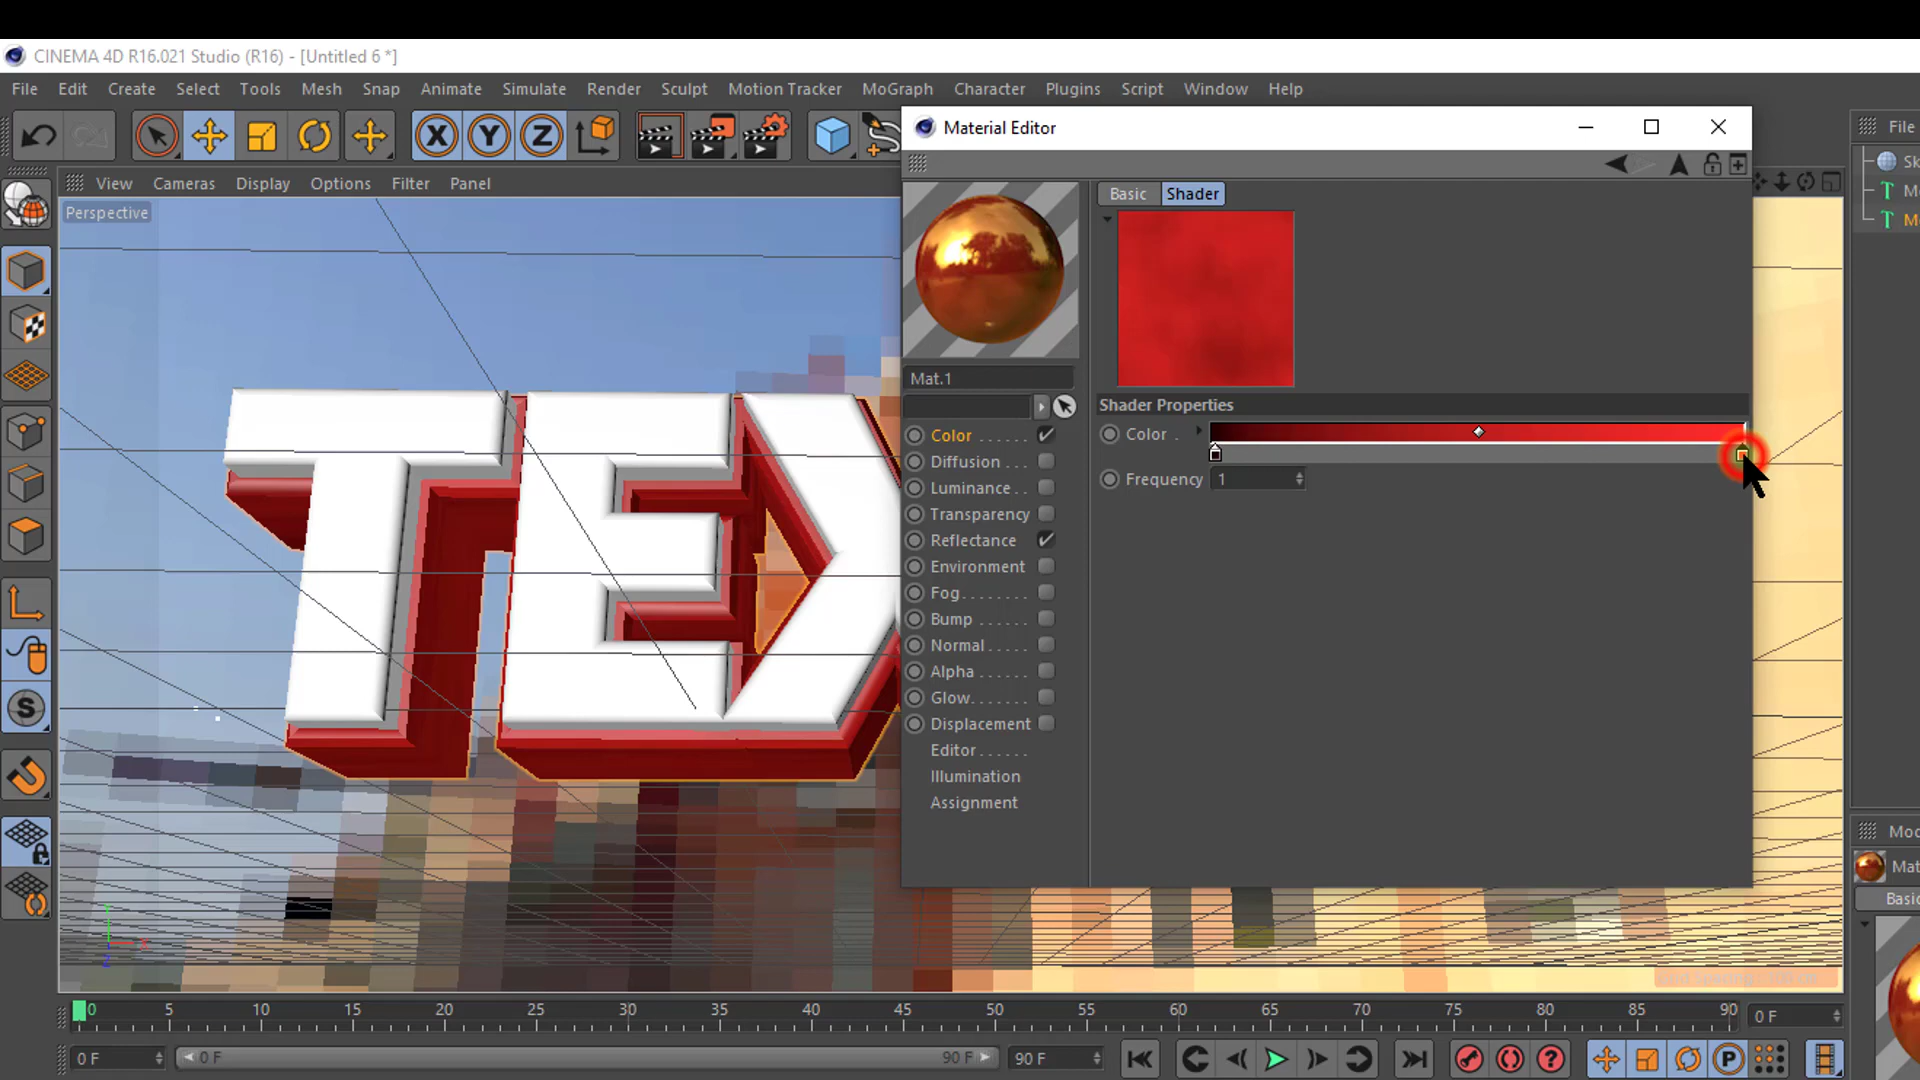 CINEMA 4D R16.021 Studio (R16) - [Untitled 6 *]
File Edit Create Select Tools Mesh Snap Animate Simulate Render Sculpt Motion Tracker MoGraph Character Plugins Script Window Help
Material Editor
File
View Cameras Display Options Filter Panel
Basic Shader
Perspective
Mat.1
Shader Properties
Color
Frequency 1
Color
Diffusion
Luminance
Transparency
Reflectance
Environment
Fog
Bump
Normal
Alpha
Glow
Displacement
Editor
Illumination
Assignment
TEX
X Y Z
S
Mat
Basic
0 5 10 15 20 25 30 35 40 45 50 55 60 65 70 75 80 85 90 0 F
0 F 0 F 90 F 90 F P